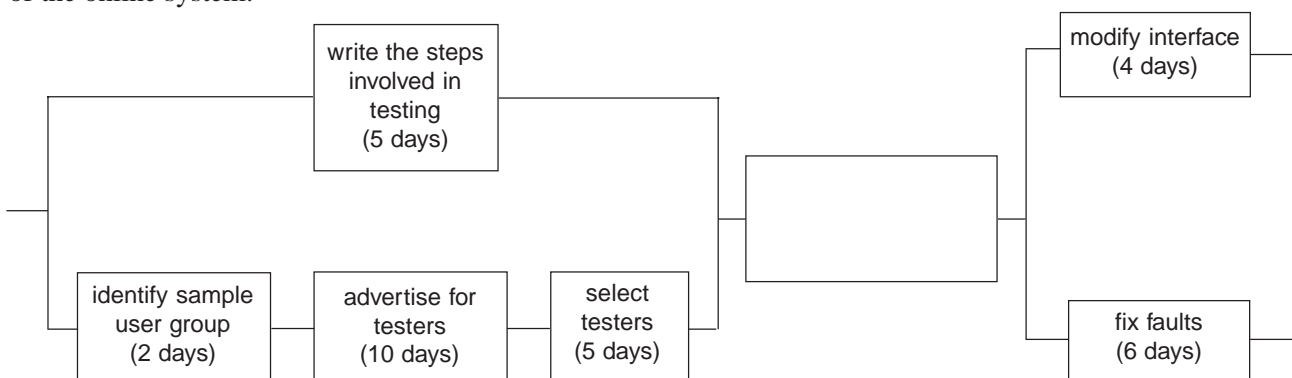 of the online system.
write the steps
involved in
testing
(5 days)
modify interface
(4 days)
identify sample
user group
(2 days)
advertise for
testers
(10 days)
select
testers
(5 days)
fix faults
(6 days)